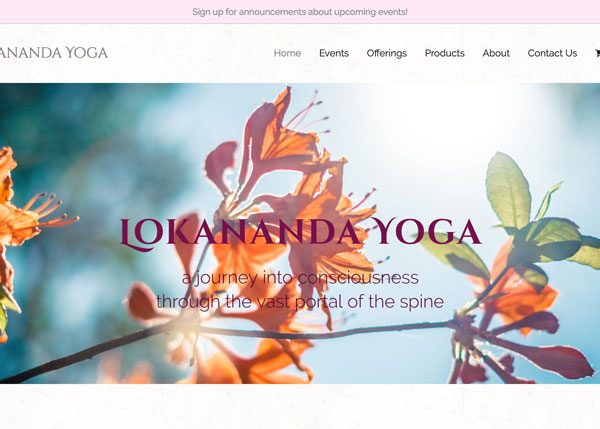 Sign up for announcements about upcoming events!
ANANDA YOGA
Home Events Offerings Products About Contact Us
LOKANANDA YOGA
a journey into consciousness
through the vast portal of the spine